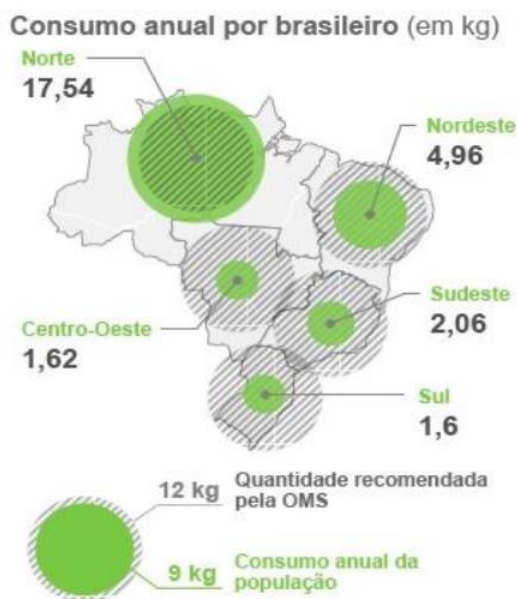 Consumo anual por brasileiro (em kg)
Norte
17,54
Nordeste
4,96
Centro-Oeste
1,62
Sudeste
2,06
Sul
1,6
12 kg
Quantidade recomendada
pela OMS
9 kg
Consumo anual da
população